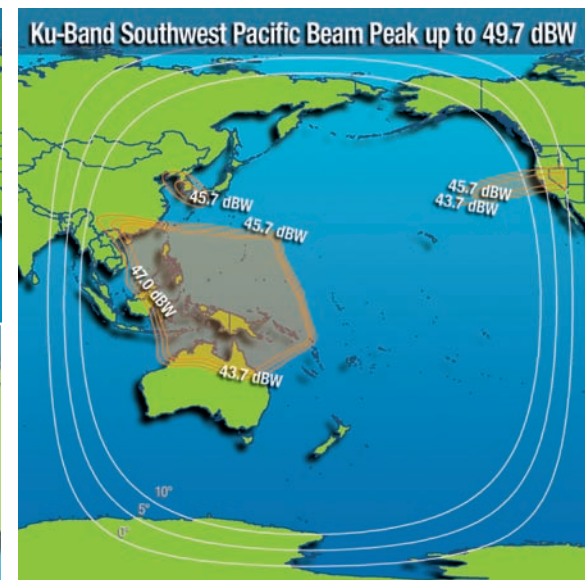 Ku-Band Southwest Pacific Beam Peak up to 49.7 dBW
45.7 dBW
45.7 dBW
43.7 dBW
45.7 dBW
47.0 dBW
43.7 dBW
10°
5°
0°